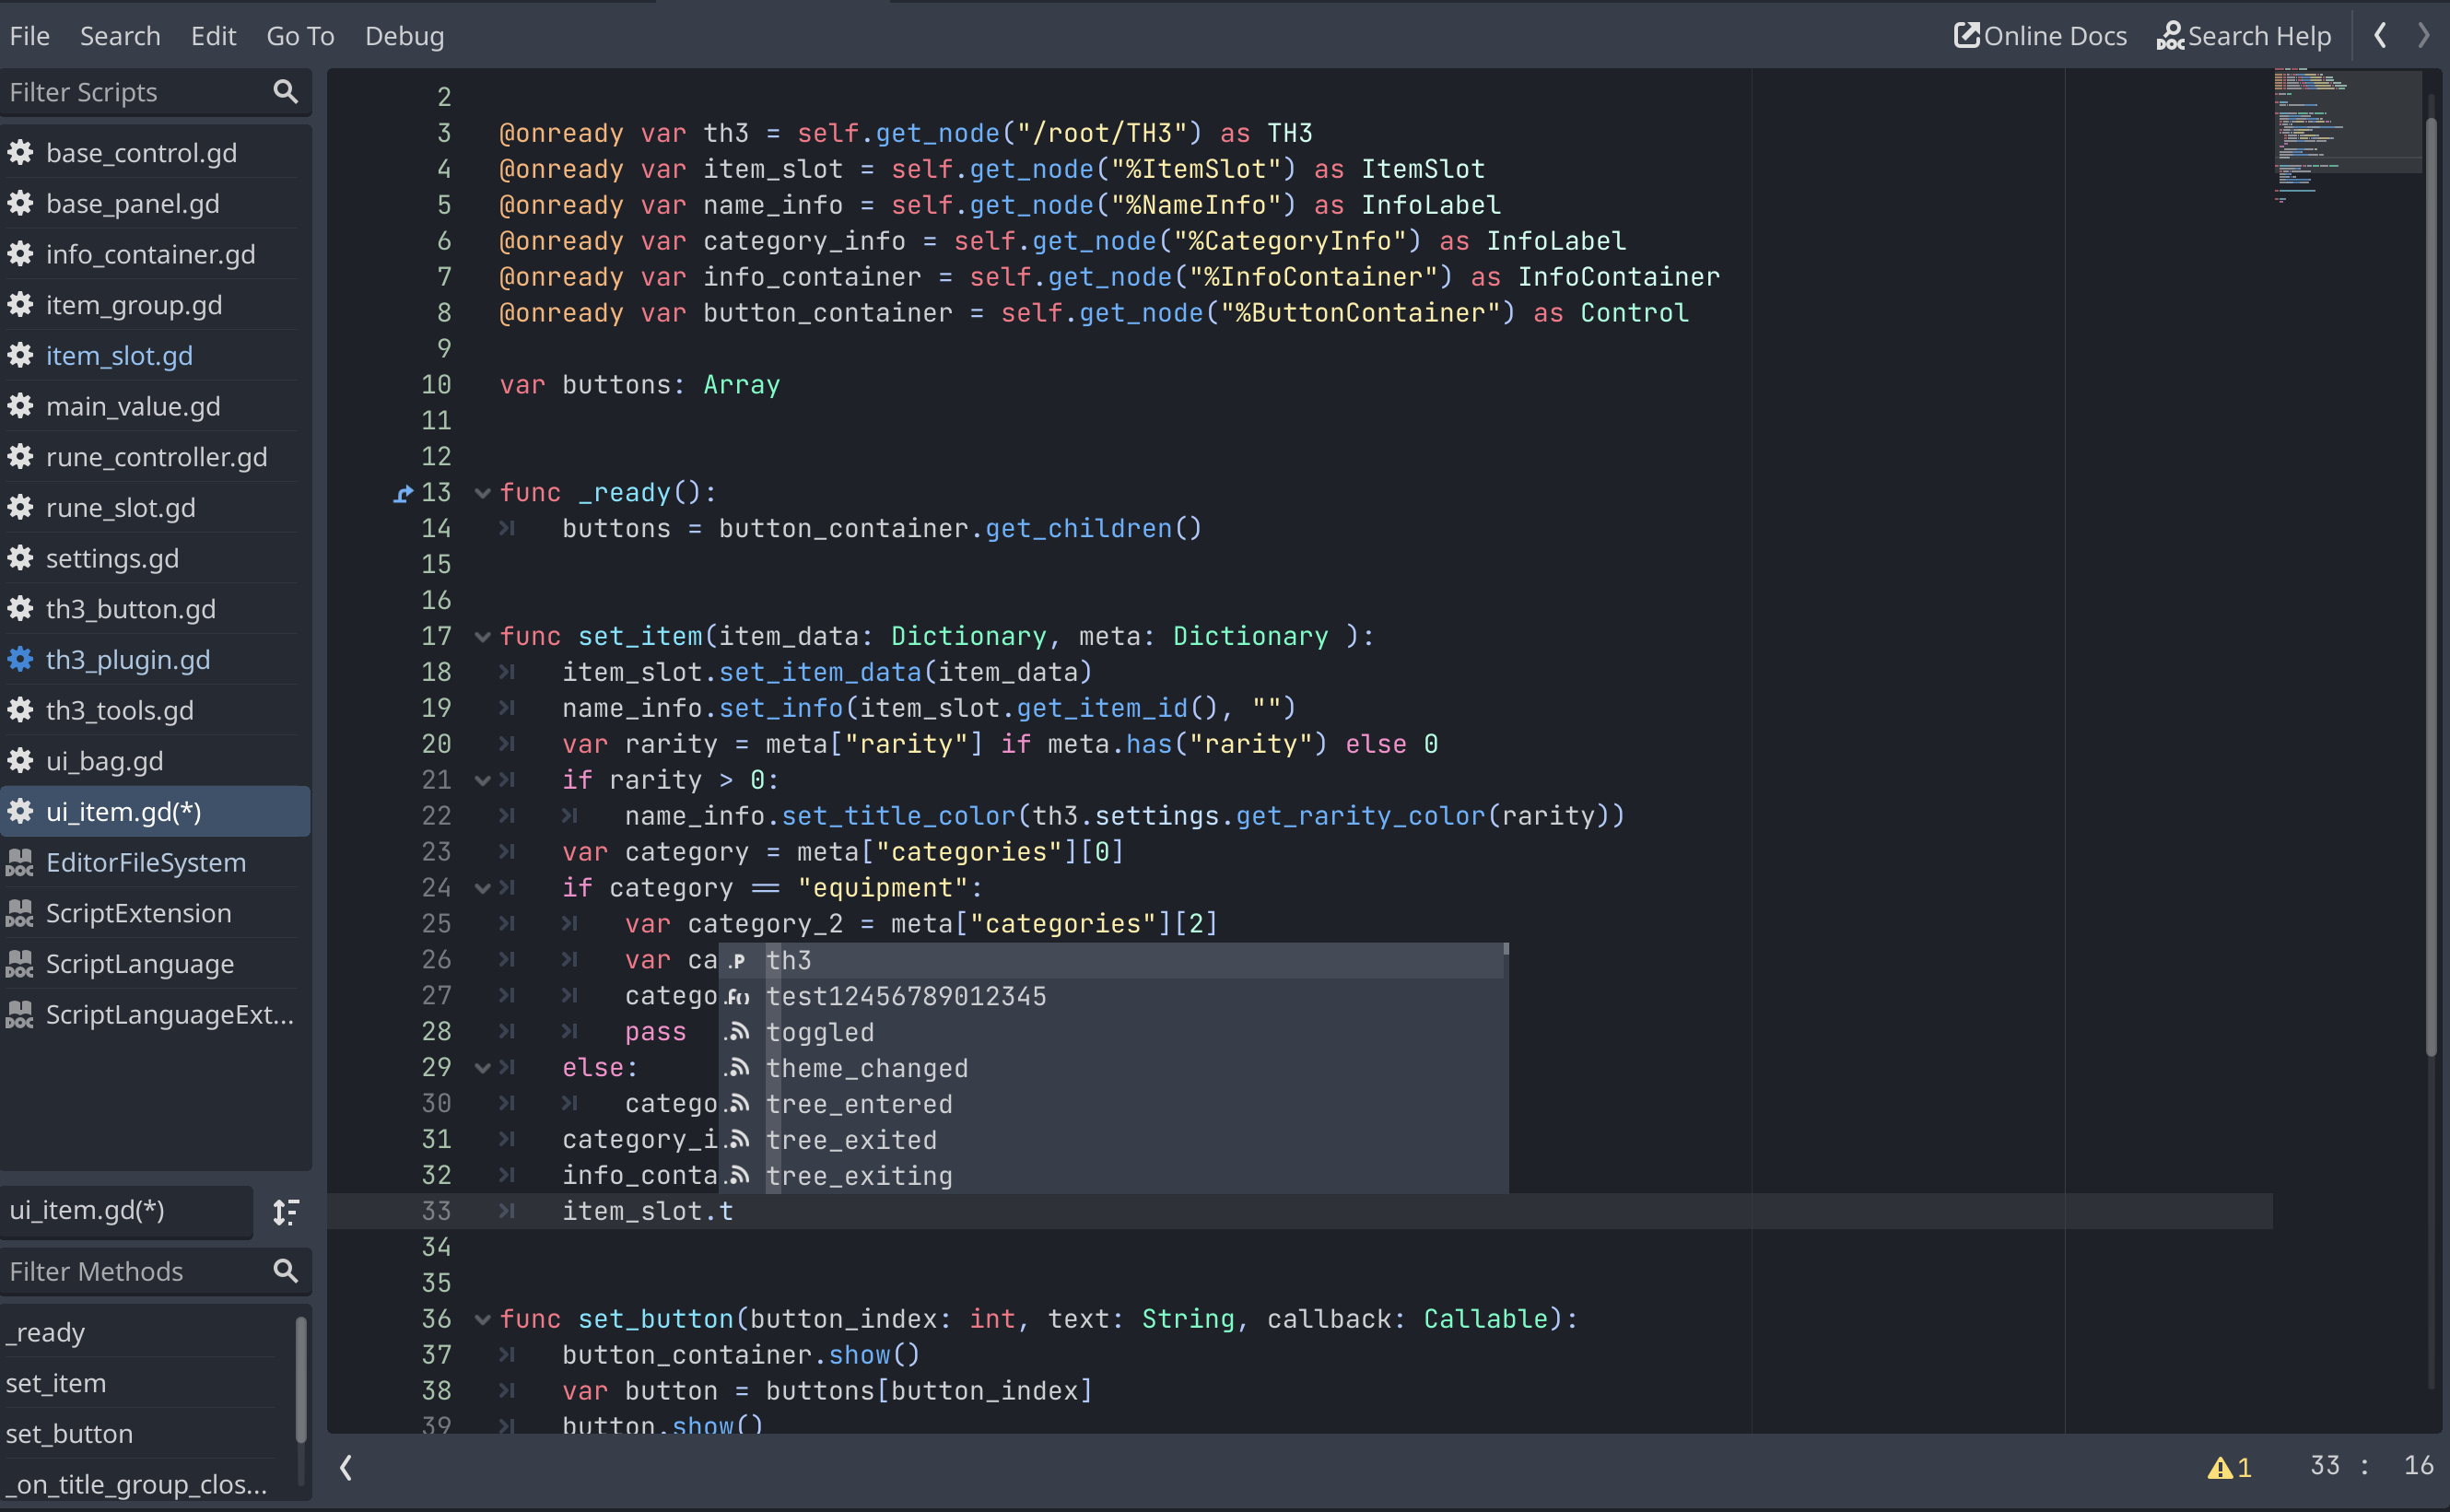 File Search Edit Go To Debug
Online Docs Search Help
Filter Scripts
base_control.gd
base_panel.gd
info_container.gd
item_group.gd
item_slot.gd
main_value.gd
rune_controller.gd
rune_slot.gd
settings.gd
th3_button.gd
th3_plugin.gd
th3_tools.gd
ui_bag.gd
ui_item.gd(*)
DOC EditorFileSystem
DOC ScriptExtension
DOC ScriptLanguage
DOC ScriptLanguageExt...
ui_item.gd(*)
Filter Methods
_ready
set_item
set_button
_on_title_group_clos...
2
3 @onready var th3 = self.get_node("/root/TH3") as TH3
4 @onready var item_slot = self.get_node("%ItemSlot") as ItemSlot
5 @onready var name_info = self.get_node("%NameInfo") as InfoLabel
6 @onready var category_info = self.get_node("%CategoryInfo") as InfoLabel
7 @onready var info_container = self.get_node("%InfoContainer") as InfoContainer
8 @onready var button_container = self.get_node("%ButtonContainer") as Control
9
10 var buttons: Array
11
12
13 func _ready():
14 buttons = button_container.get_children()
15
16
17 func set_item(item_data: Dictionary, meta: Dictionary ):
18 item_slot.set_item_data(item_data)
19 name_info.set_info(item_slot.get_item_id(), "")
20 var rarity = meta["rarity"] if meta.has("rarity") else 0
21 if rarity > 0:
22 name_info.set_title_color(th3.settings.get_rarity_color(rarity))
23 var category = meta["categories"][0]
24 if category == "equipment":
25 var category_2 = meta["categories"][2]
26 var ca
27 catego
28 pass
29 else:
30 catego
31 category_i
32 info_conta
33 item_slot.t
34
35
36 func set_button(button_index: int, text: String, callback: Callable):
37 button_container.show()
38 var button = buttons[button_index]
39 button.show()
th3
test12456789012345
toggled
theme_changed
tree_entered
tree_exited
tree_exiting
1 33 : 16